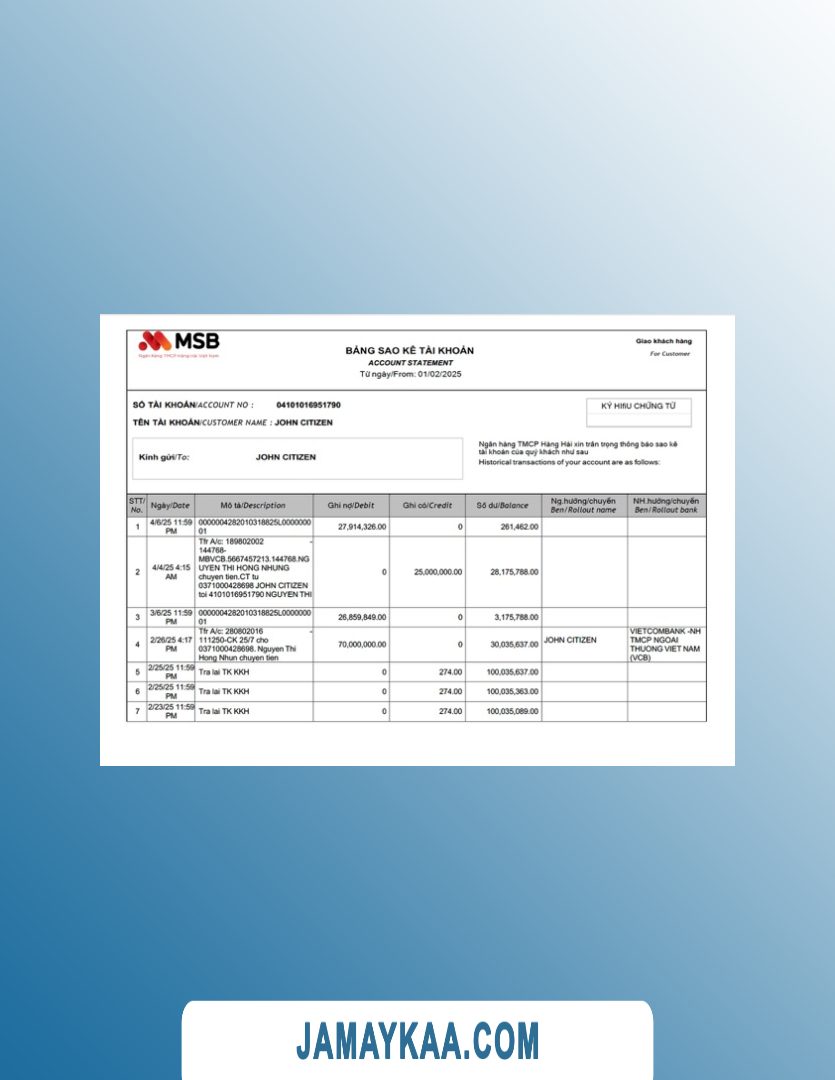 MSB
Ngân hàng TMCP Hàng Hải Việt Nam
BẢNG SAO KÊ TÀI KHOẢN
ACCOUNT STATEMENT
Từ ngày/From: 01/02/2025
Giao khách hàng
For Customer
SỐ TÀI KHOẢN/ACCOUNT NO : 04101016951790
TÊN TÀI KHOẢN/CUSTOMER NAME : JOHN CITIZEN
KÝ HIfiU CHỨNG TỪ
Kính gửi/To: JOHN CITIZEN
Ngân hàng TMCP Hàng Hải xin trân trọng thông báo sao kê
tài khoản của quý khách như sau
Historical transactions of your account are as follows:
STT/ No. Ngày/Date Mô tả/Description Ghi nợ/Debit Ghi có/Credit Số dư/Balance Ng.hưởng/chuyển Ben/Rollout name NH.hưởng/chuyển Ben/Rollout bank
1 4/6/25 11:59 PM 0000004282010318825L0000000 01 27,914,326.00 0 261,462.00
2 4/4/25 4:15 AM
Tfr A/c: 189802002 -
144768-
MBVCB.5667457213.144768.NG
UYEN THI HONG NHUNG
chuyen tien.CT tu
0371000428698 JOHN CITIZEN
toi 4101016951790 NGUYEN THI
0 25,000,000.00 28,175,788.00
3 3/6/25 11:59 PM 0000004282010318825L0000000 01 26,859,849.00 0 3,175,788.00
4 2/26/25 4:17 PM
Tfr A/c: 280802016 -
111250-CK 25/7 cho
0371000428698. Nguyen Thi
Hong Nhun chuyen tien
70,000,000.00 0 30,035,637.00 JOHN CITIZEN
VIETCOMBANK -NH
TMCP NGOAI
THUONG VIET NAM
(VCB)
5 2/25/25 11:59 PM Tra lai TK KKH 0 274.00 100,035,637.00
6 2/25/25 11:59 PM Tra lai TK KKH 0 274.00 100,035,363.00
7 2/23/25 11:59 PM Tra lai TK KKH 0 274.00 100,035,089.00
JAMAYKAA.COM